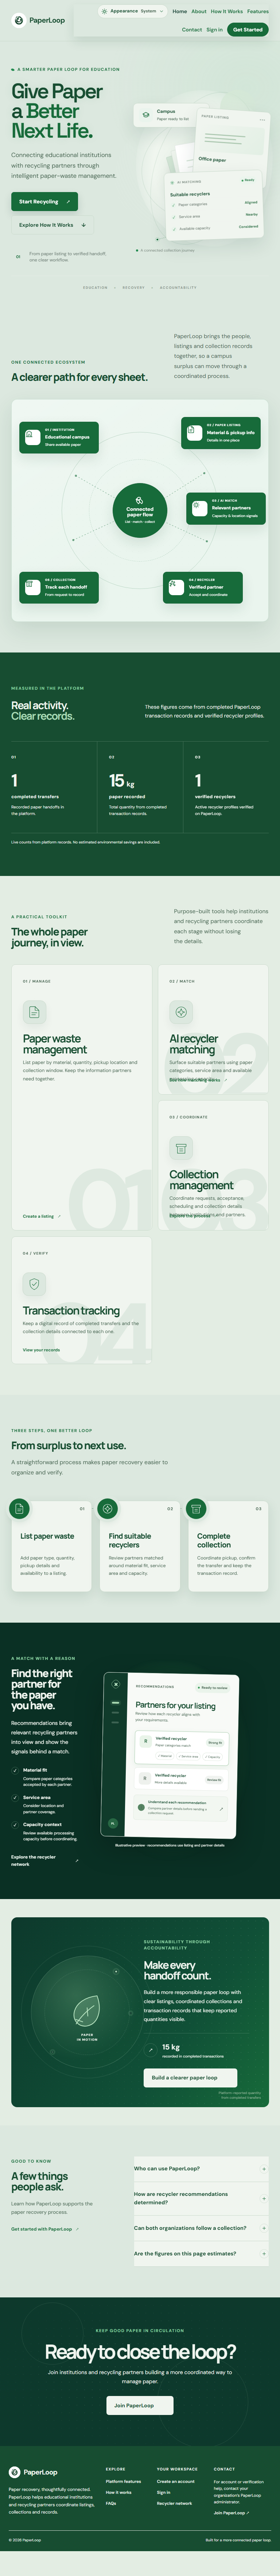 PaperLoop
Appearance System
Home About How It Works Features
Contact Sign in Get Started
A SMARTER PAPER LOOP FOR EDUCATION
Give Paper
a Better
Next Life.
Connecting educational institutions
with recycling partners through
intelligent paper-waste management.
Start Recycling ↗
Explore How It Works ↓
From paper listing to verified handoff,
one clear workflow.
Campus
Paper ready to list
PAPER LISTING
Office paper
AI MATCHING
Ready
Suitable recyclers
Paper categories Aligned
Service area Nearby
Available capacity Considered
A connected collection journey
EDUCATION RECOVERY ACCOUNTABILITY
PaperLoop brings the people,
listings and collection records
together, so a campus
surplus can move through a
coordinated process.
ONE CONNECTED ECOSYSTEM
A clearer path for every sheet.
01 / INSTITUTION
Educational campus
Share available paper
02 / PAPER LISTING
Material & pickup info
Details in one place
Connected
paper flow
List · match · collect
03 / AI MATCH
Relevant partners
Capacity & location signals
05 / COLLECTION
Track each handoff
From request to record
04 / RECYCLER
Verified partner
Accept and coordinate
MEASURED IN THE PLATFORM
Real activity.
Clear records.
These figures come from completed PaperLoop
transaction records and verified recycler profiles.
01
1
completed transfers
Recorded paper handoffs in
the platform.
02
15 kg
paper recorded
Total quantity from completed
transaction records.
03
1
verified recyclers
Active recycler profiles verified
on PaperLoop.
Live counts from platform records. No estimated environmental savings are included.
A PRACTICAL TOOLKIT
The whole paper
journey, in view.
Purpose-built tools help institutions
and recycling partners coordinate
each stage without losing
the details.
01 / MANAGE
Paper waste
management
List paper by material, quantity, pickup location and
collection window. Keep the information partners
need together.
Create a listing ↗
01
02 / MATCH
AI recycler
matching
Surface suitable partners using paper
categories, service area and available
See how matching works ↗
02
03 / COORDINATE
Collection
management
Coordinate requests, acceptance,
scheduling and collection details
03
04 / VERIFY
Transaction tracking
Keep a digital record of completed transfers and the
collection details connected to each one.
View your records
04
THREE STEPS, ONE BETTER LOOP
From surplus to next use.
A straightforward process makes paper recovery easier to
organize and verify.
01
List paper waste
Add paper type, quantity,
pickup details and
availability to a listing.
02
Find suitable
recyclers
Review partners matched
around material fit, service
area and capacity.
03
Complete
collection
Coordinate pickup, confirm
the transfer and keep the
transaction record.
A MATCH WITH A REASON
Find the right
partner for
the paper
you have.
Recommendations bring
relevant recycling partners
into view and show the
signals behind a match.
Material fit
Compare paper categories
accepted by each partner.
Service area
Consider location and
partner coverage.
Capacity context
Review available processing
capacity before coordinating.
Explore the recycler
network ↗
RECOMMENDATIONS
Ready to review
Partners for your listing
Review how each recycler aligns with
your requirements.
Verified recycler
Paper categories match
Strong fit
✓ Material ✓ Service area ✓ Capacity
Verified recycler
More details available
Review fit
Understand each recommendation
Compare partner details before sending a
collection request.
Illustrative preview · recommendations use listing and partner details
PAPER
IN MOTION
SUSTAINABILITY THROUGH
ACCOUNTABILITY
Make every
handoff count.
Build a more responsible paper loop with
clear listings, coordinated collections and
transaction records that keep reported
quantities visible.
15 kg
recorded in completed transactions
Build a clearer paper loop
Platform-reported quantity
from completed transfers
GOOD TO KNOW
A few things
people ask.
Learn how PaperLoop supports the
paper recovery process.
Get started with PaperLoop ↗
Who can use PaperLoop? +
How are recycler recommendations
determined? +
Can both organizations follow a collection? +
Are the figures on this page estimates? +
KEEP GOOD PAPER IN CIRCULATION
Ready to close the loop?
Join institutions and recycling partners building a more coordinated way to
manage paper.
Join PaperLoop
PaperLoop
Paper recovery, thoughtfully connected.
PaperLoop helps educational institutions
and recycling partners coordinate listings,
collections and records.
EXPLORE
Platform features
How it works
FAQs
YOUR WORKSPACE
Create an account
Sign in
Recycler network
CONTACT
For account or verification
help, contact your
organization's PaperLoop
administrator.
Join PaperLoop ↗
© 2026 PaperLoop
Built for a more connected paper loop.